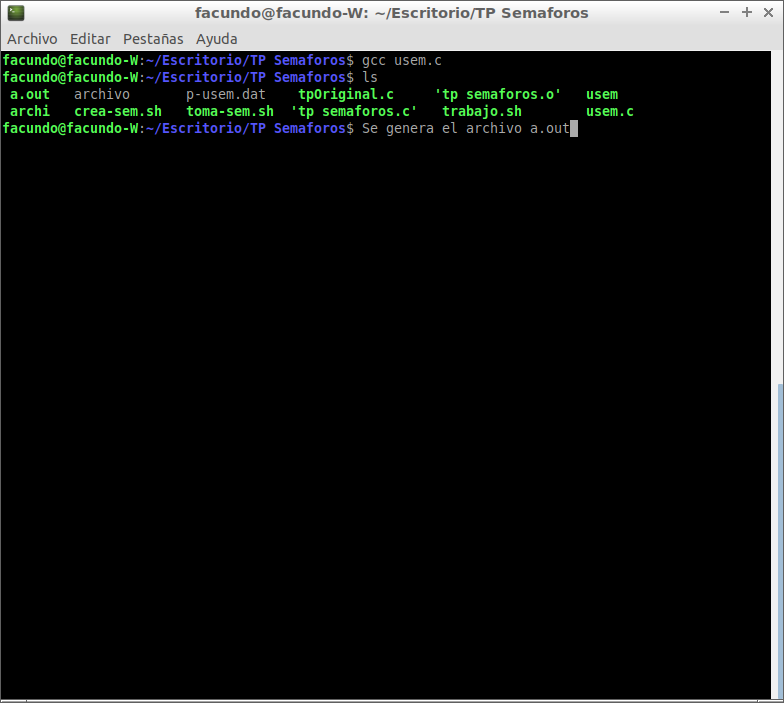 facundo@facundo-W: ~/Escritorio/TP Semaforos
Archivo Editar Pestañas Ayuda
facundo@facundo-W:~/Escritorio/TP Semaforos$ gcc usem.c
facundo@facundo-W:~/Escritorio/TP Semaforos$ ls
a.out archivo p-usem.dat tpOriginal.c 'tp semaforos.o' usem
archi crea-sem.sh toma-sem.sh 'tp semaforos.c' trabajo.sh usem.c
facundo@facundo-W:~/Escritorio/TP Semaforos$ Se genera el archivo a.out